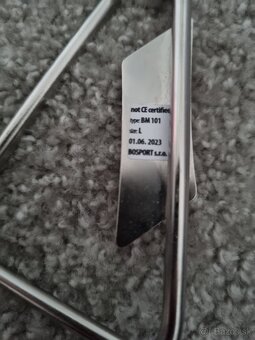 not CE certified
type: BM 101
size: L
01.06. 2023
BOSPORT s.r.o.